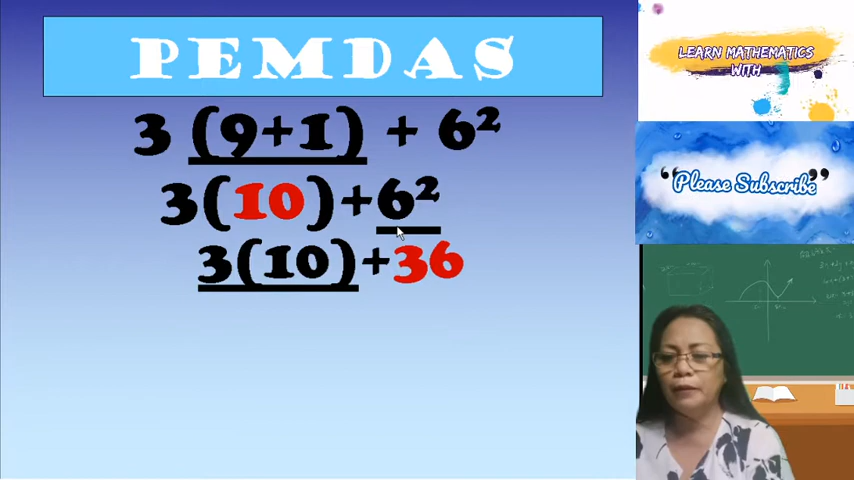 PEMDAS
3 (9+1) + 6²
3(10)+6²
3(10)+36
LEARN MATHEMATICS
WITH
“Please Subscribe”